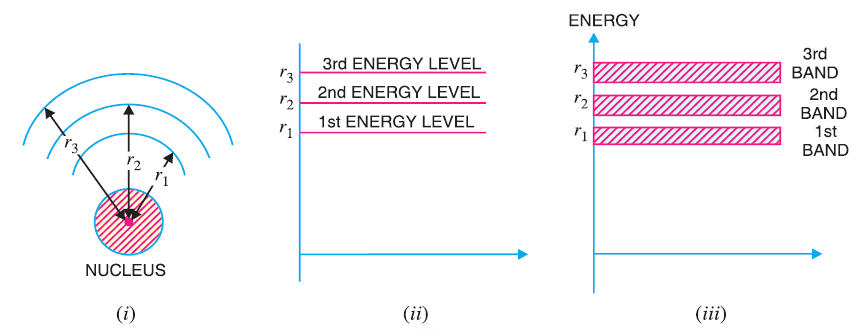 r3
r2
r1
NUCLEUS
(i)
r3
r2
r1
3rd ENERGY LEVEL
2nd ENERGY LEVEL
1st ENERGY LEVEL
(ii)
ENERGY
r3
r2
r1
3rd
BAND
2nd
BAND
1st
BAND
(iii)